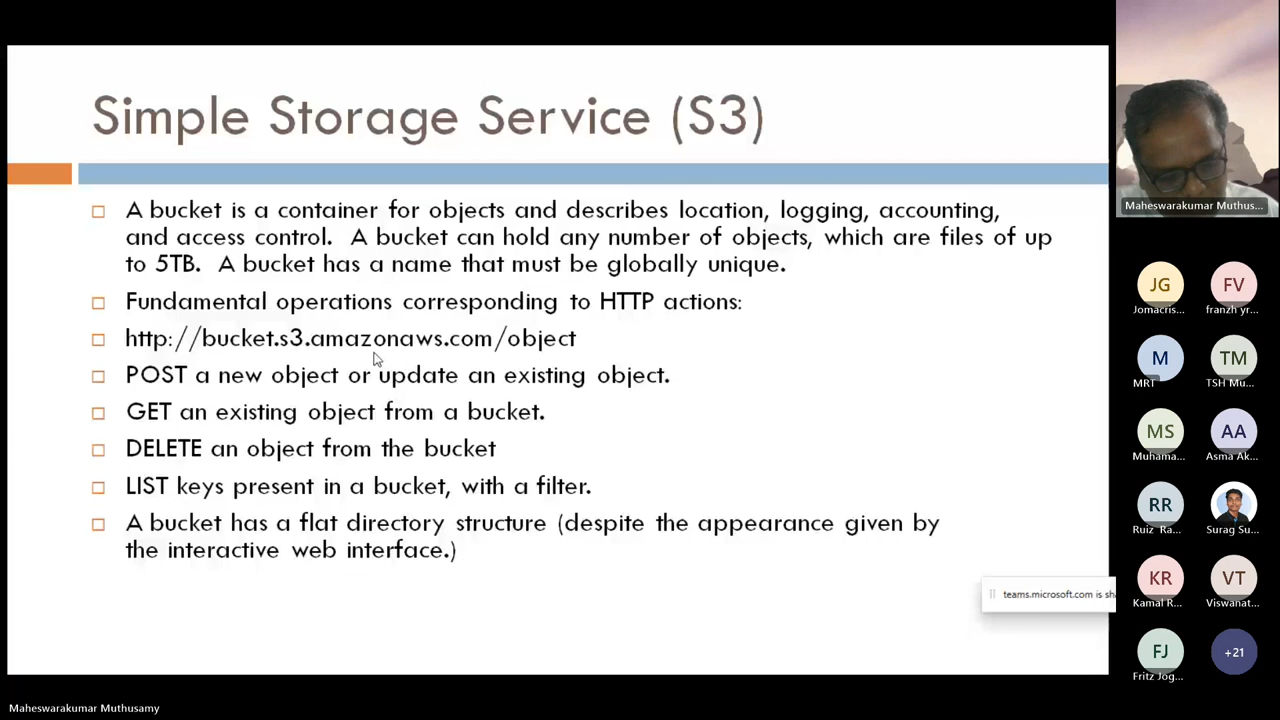 Simple Storage Service (S3)
A bucket is a container for objects and describes location, logging, accounting,
and access control. A bucket can hold any number of objects, which are files of up
to 5TB. A bucket has a name that must be globally unique.
Fundamental operations corresponding to HTTP actions:
http://bucket.s3.amazonaws.com/object
POST a new object or update an existing object.
GET an existing object from a bucket.
DELETE an object from the bucket
LIST keys present in a bucket, with a filter.
A bucket has a flat directory structure (despite the appearance given by
the interactive web interface.)
teams.microsoft.com is sh
Maheswarakumar Muthusamy
Maheswarakumar Muthus...
JG
Jomacris...
FV
franzh yr...
M
MRT
TM
TSH Mu...
MS
Muhama...
AA
Asma Ak...
RR
Ruiz Ra...
Surag Su...
KR
Kamal R...
VT
Viswanat...
FJ
Fritz Jog...
+21